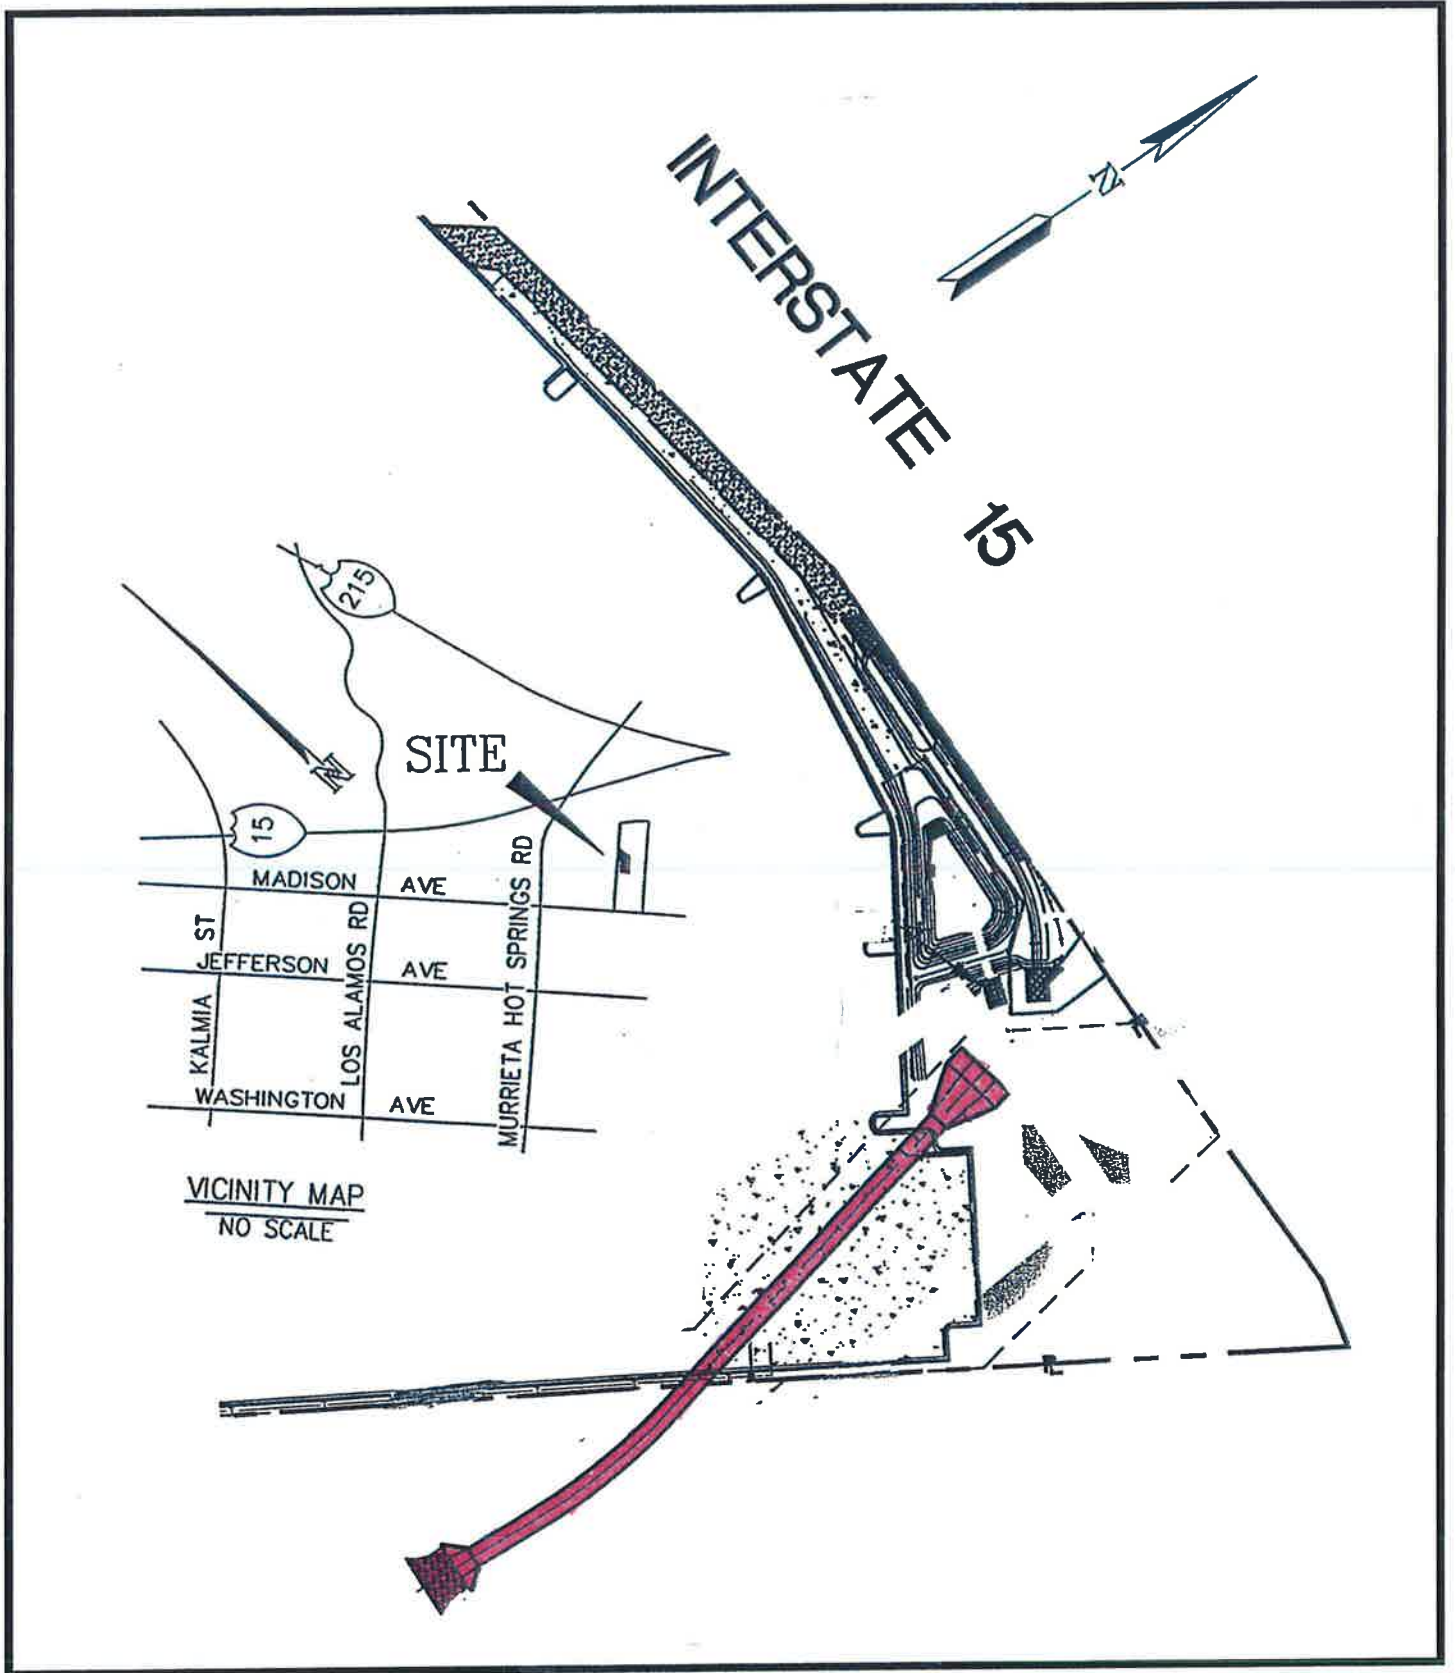 N
INTERSTATE 15
215
N
SITE
15
MADISON AVE
JEFFERSON AVE
WASHINGTON AVE
KALMIA ST
LOS ALAMOS RD
MURRIETA HOT SPRINGS RD
VICINITY MAP
NO SCALE